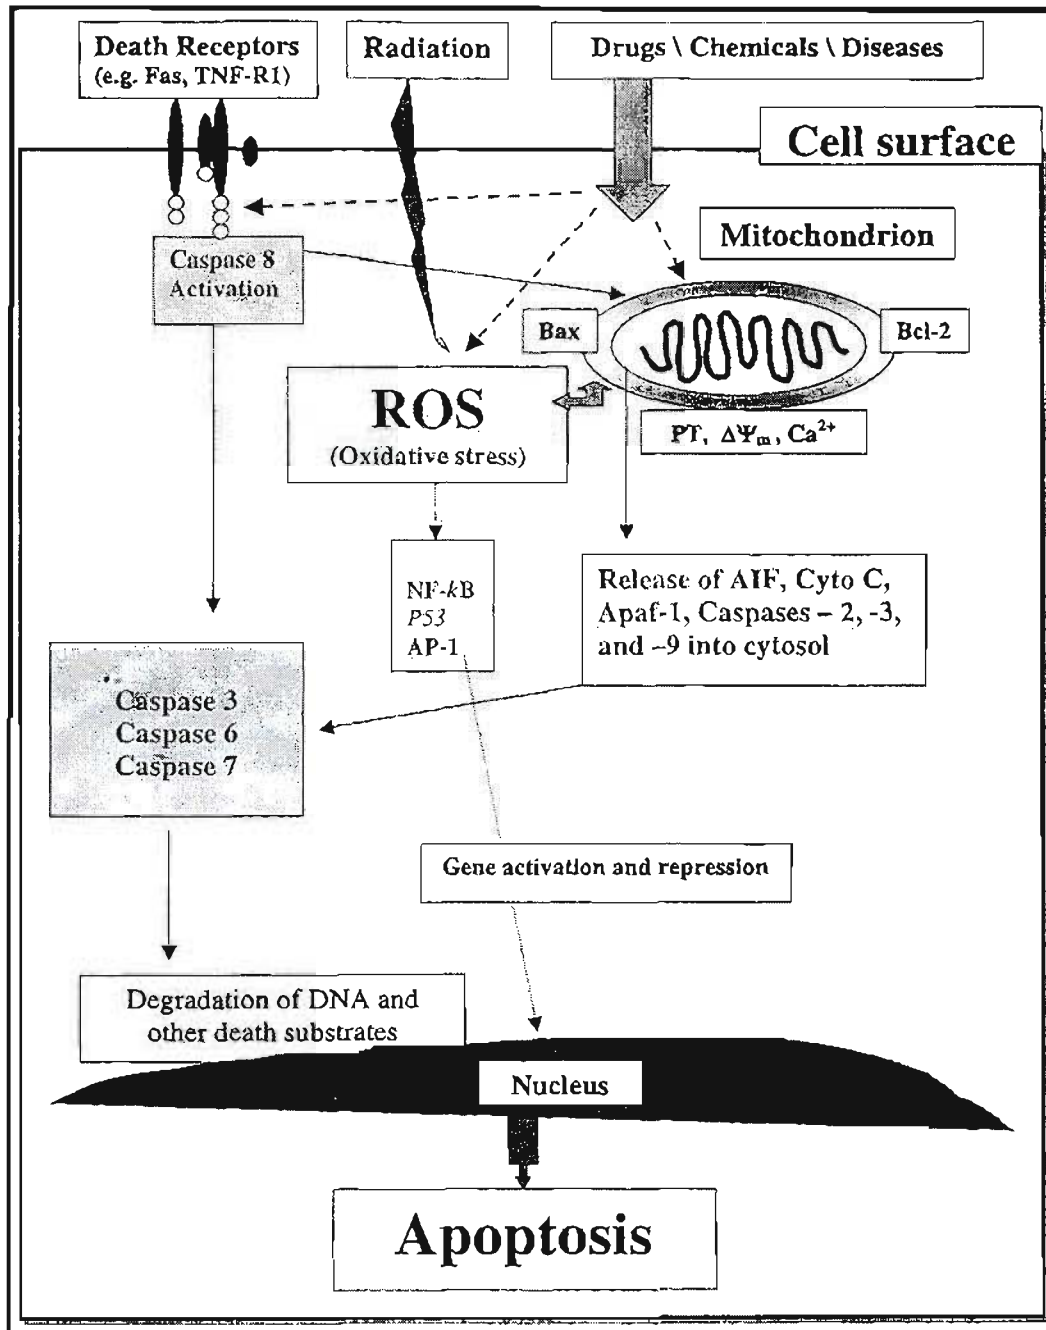 Death Receptors
(e.g. Fas, TNF-R1)
Radiation
Drugs \ Chemicals \ Diseases
Cell surface
Mitochondrion
Caspase 8
Activation
Bax
Bcl-2
ROS
(Oxidative stress)
PT, ΔΨm, Ca²⁺
NF-kB
P53
AP-1
Release of AIF, Cyto C,
Apaf-1, Caspases – 2, -3,
and –9 into cytosol
Caspase 3
Caspase 6
Caspase 7
Gene activation and repression
Degradation of DNA and
other death substrates
Nucleus
Apoptosis